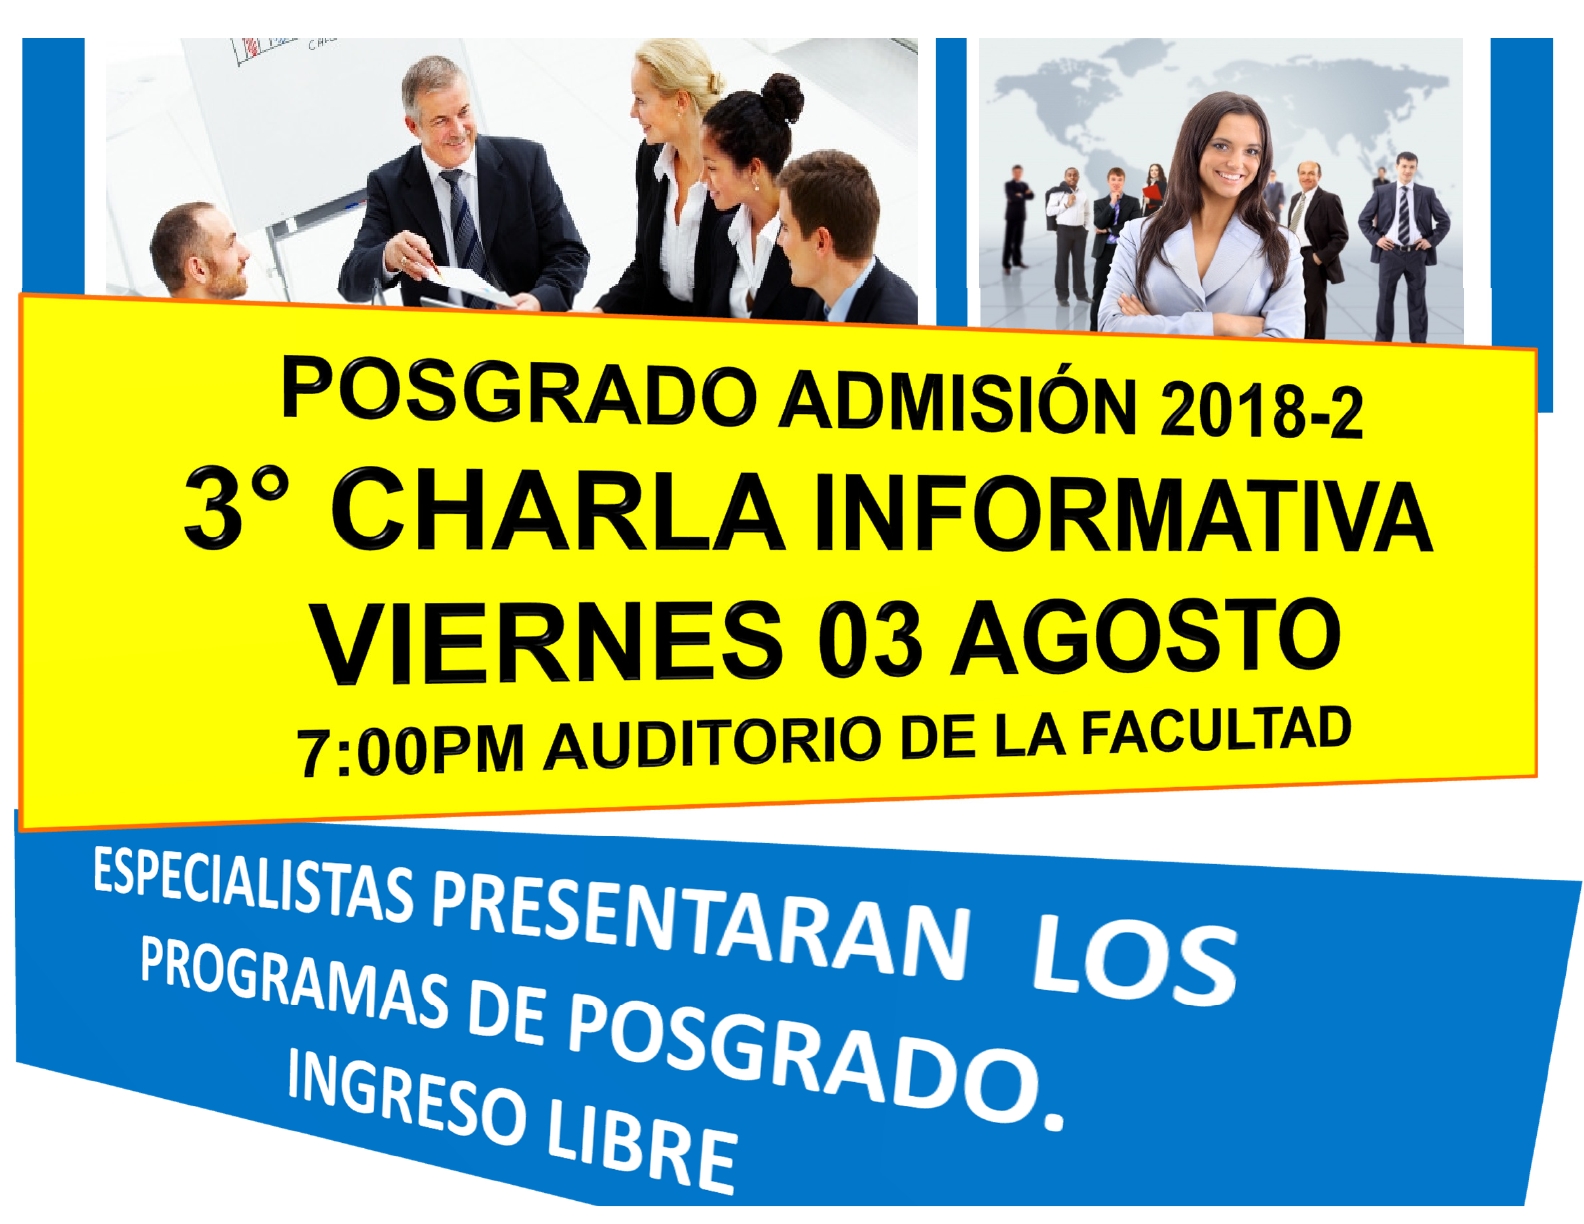 POSGRADO ADMISIÓN 2018-2
3° CHARLA INFORMATIVA
VIERNES 03 AGOSTO
7:00PM AUDITORIO DE LA FACULTAD
ESPECIALISTAS PRESENTARAN LOS
PROGRAMAS DE POSGRADO.
INGRESO LIBRE